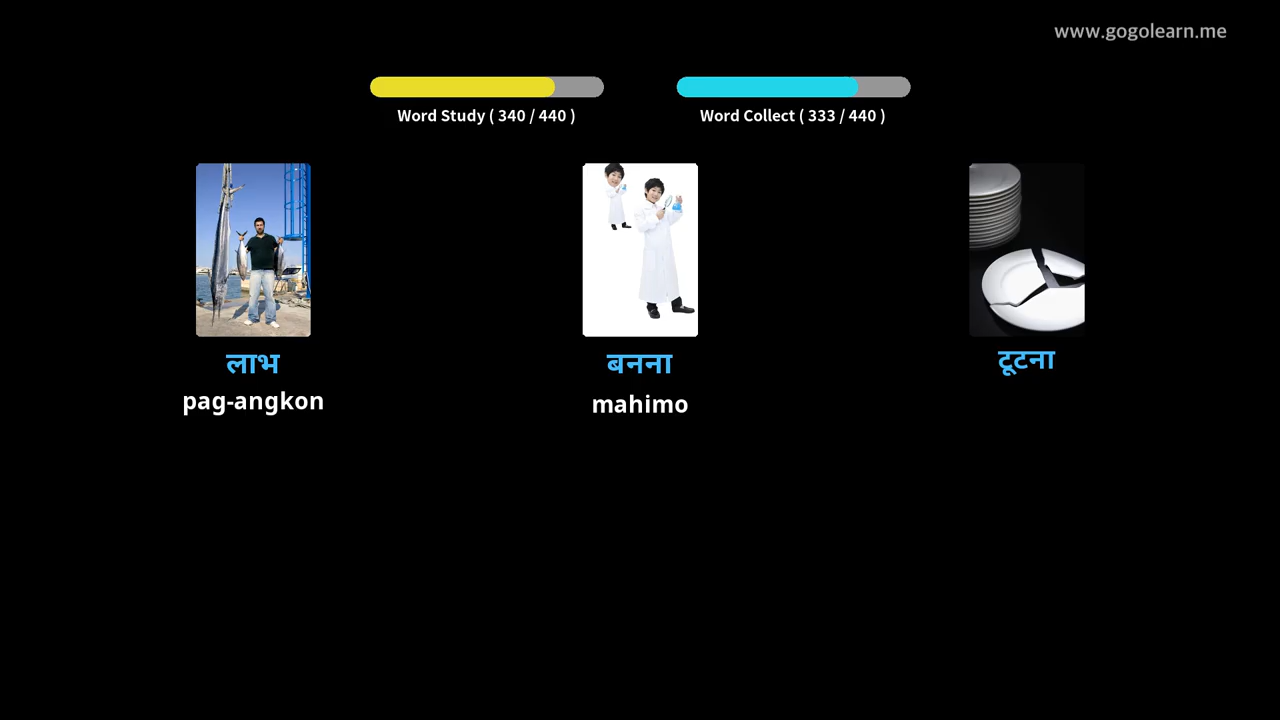 www.gogolearn.me
Word Study ( 340 / 440 )
Word Collect ( 333 / 440 )
लाभ
pag-angkon
बनना
mahimo
टूटना